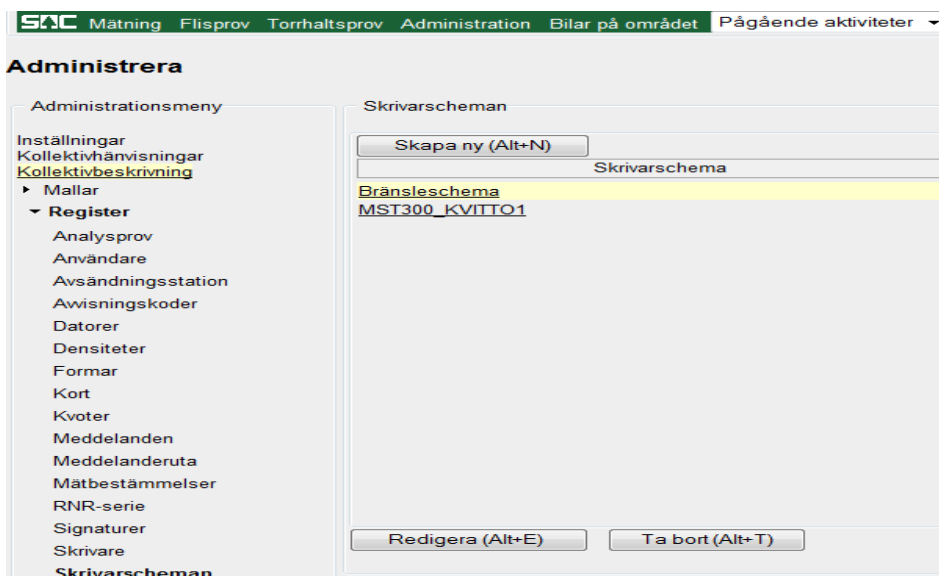 SDC Mätning Flisprov Torrhaltsprov Administration Bilar på området Pågående aktiviteter
Administrera
Administrationsmeny
Inställningar
Kollektivhänvisningar
Kollektivbeskrivning
Mallar
Register
Analysprov
Användare
Avsändningsstation
Avvisningskoder
Datorer
Densiteter
Formar
Kort
Kvoter
Meddelanden
Meddelanderuta
Mätbestämmelser
RNR-serie
Signaturer
Skrivare
Skrivarscheman
Skrivarscheman
Skapa ny (Alt+N)
Skrivarschema
Bränsleschema
MST300_KVITTO1
Redigera (Alt+E) Ta bort (Alt+T)